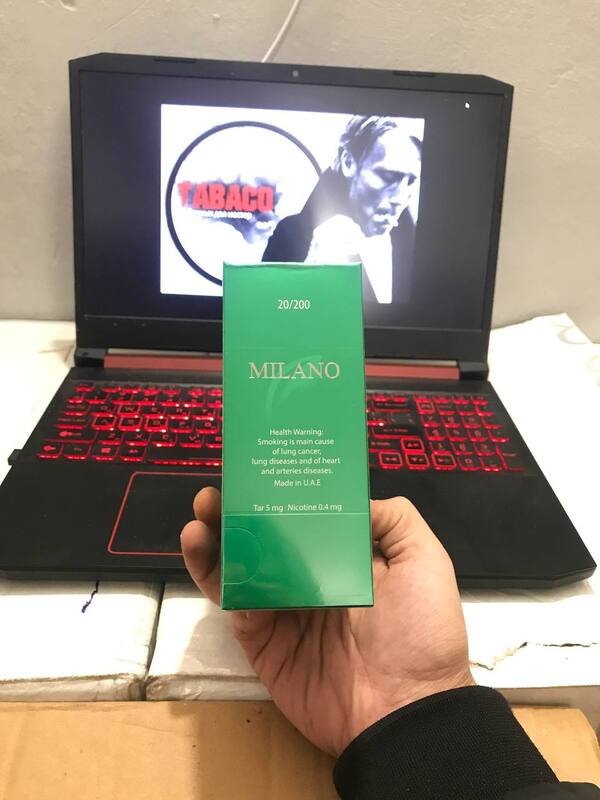 TABACO
20/200
MILANO
Health Warning:
Smoking is main cause
of lung cancer,
lung diseases and of heart
and arteries diseases.
Made in U.A.E
Tar 5 mg Nicotine 0.4 mg